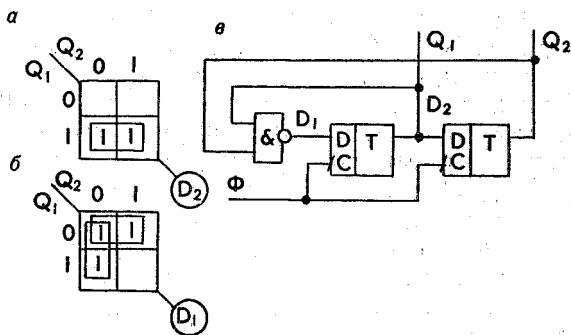 а
Q₂
Q₁ 0 1
0
1 1 1
D₂
б
Q₂
Q₁ 0 1
0 1 1
1 1
D₁
в
Q₁ Q₂
& D₁ D T D₂ D T
C C
Ф